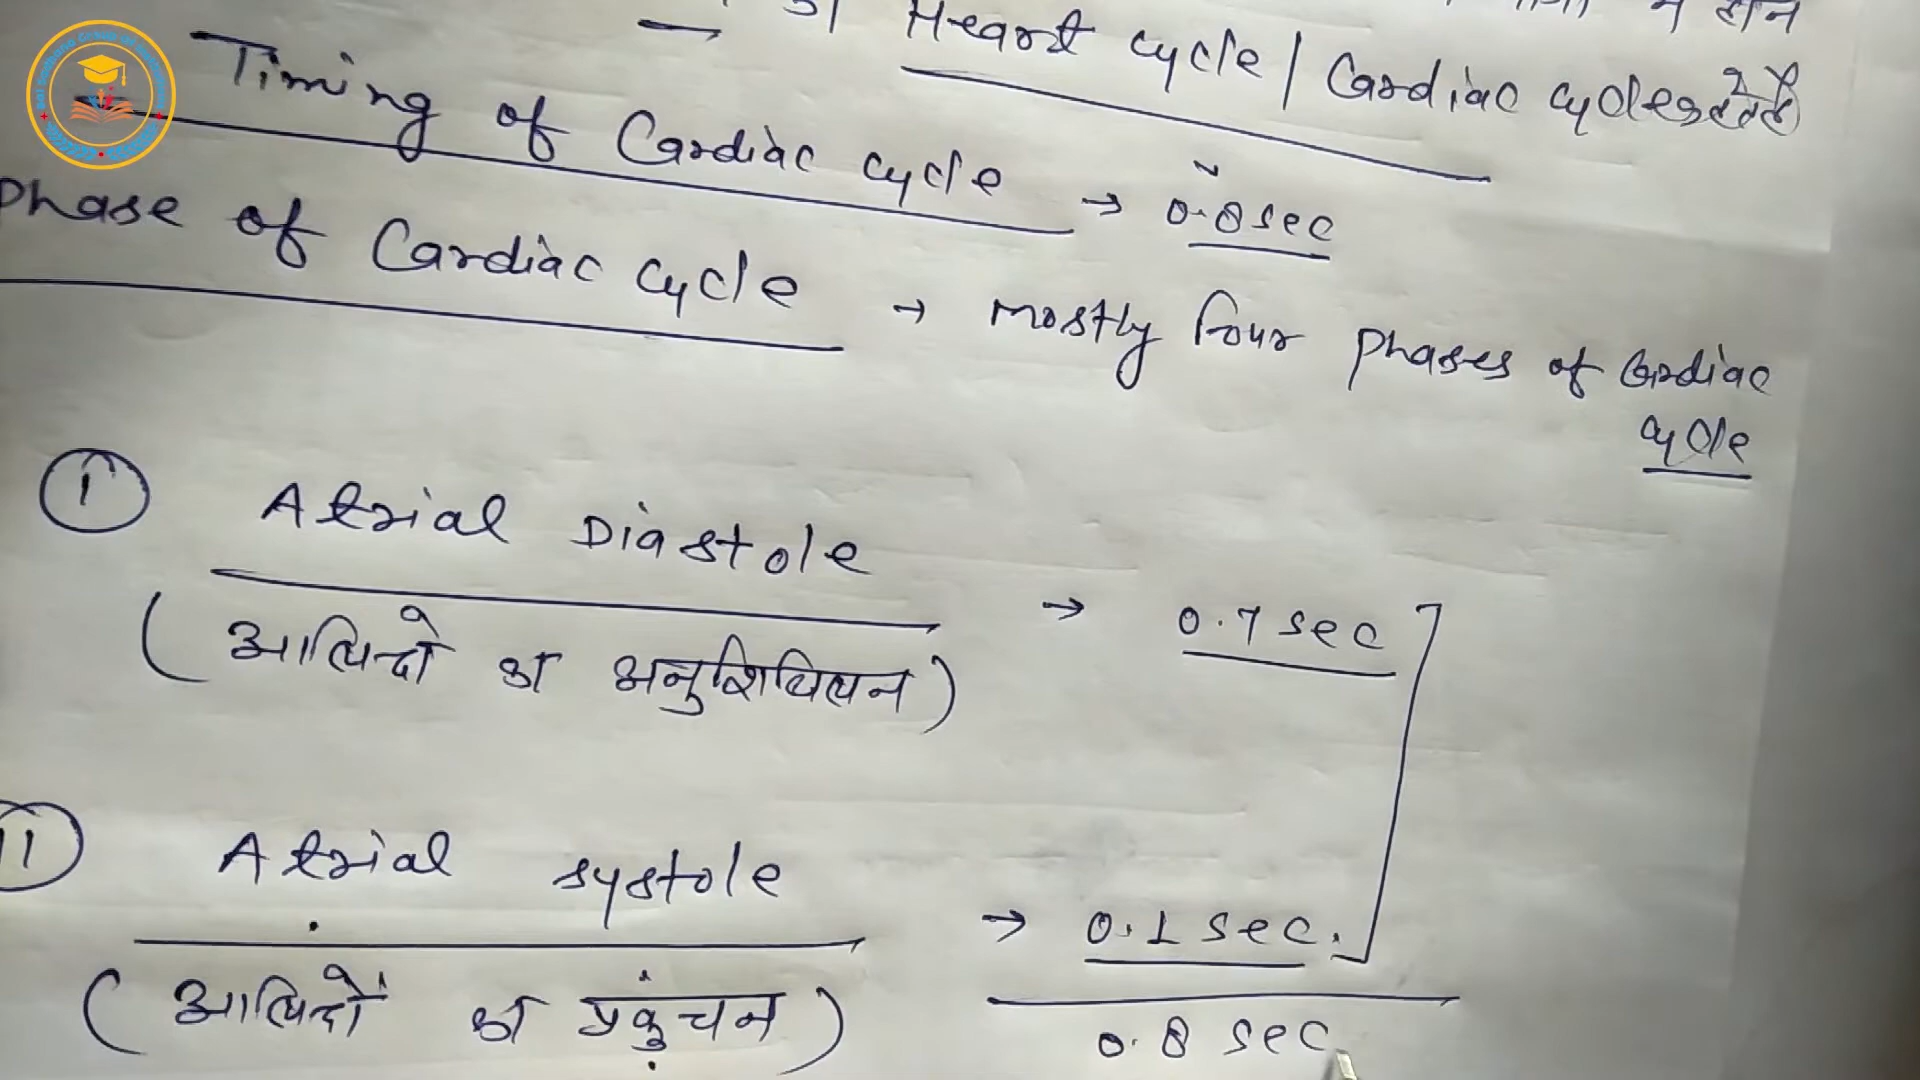 Heart cycle / Cardiac cycle कहते है
Timing of Cardiac cycle → 0.8 sec
Phase of Cardiac cycle → mostly four phases of Cardiac
cycle
I Atrial Diastole → 0.7 sec
(आलिन्दो का अनुशिथिलन)
II Atrial systole → 0.1 sec.
(आलिन्दों का प्रकुंचन) 0.8 sec